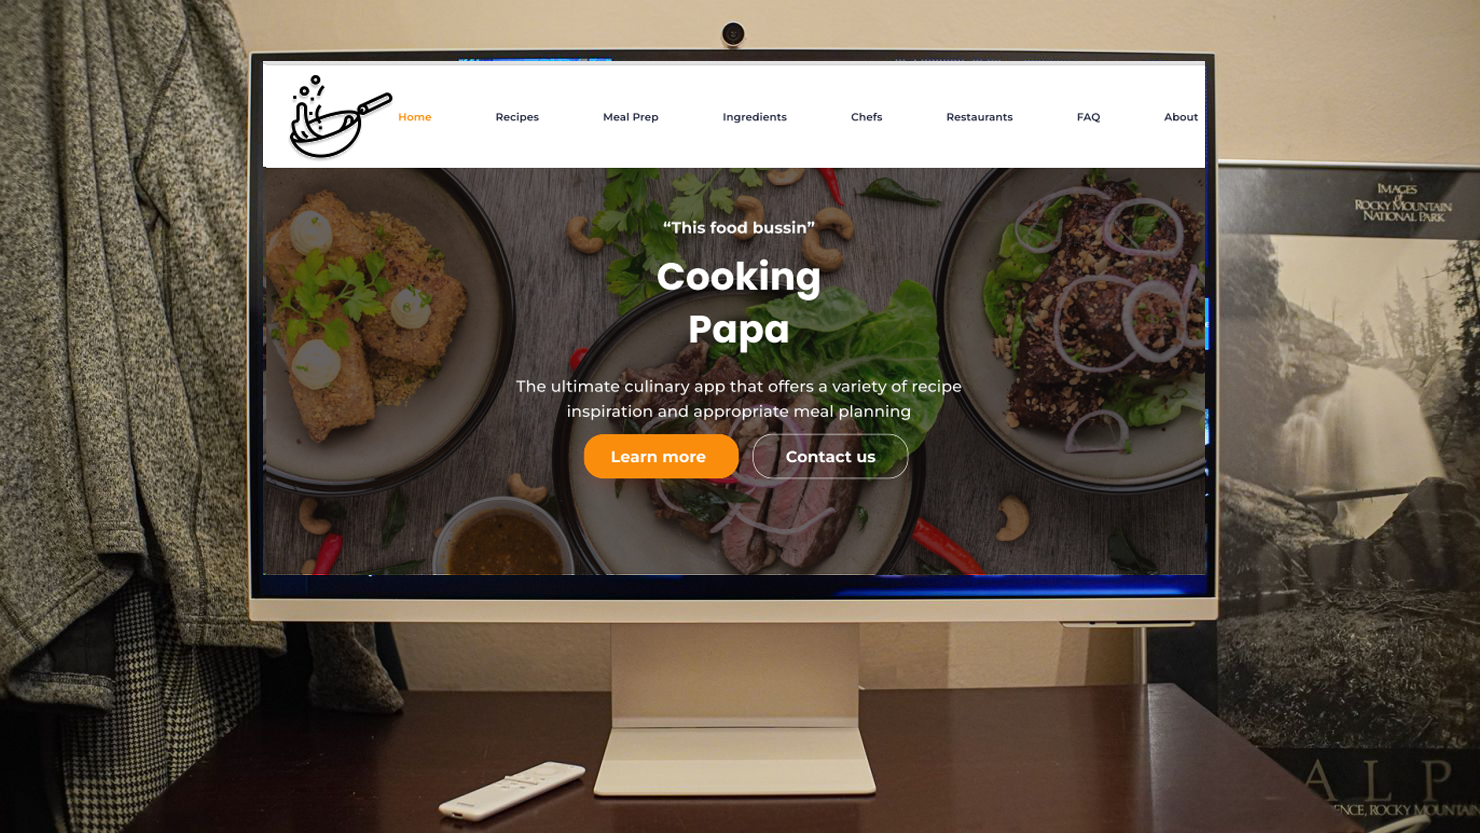 Home Recipes Meal Prep Ingredients Chefs Restaurants FAQ About
“This food bussin”
Cooking
Papa
The ultimate culinary app that offers a variety of recipe
inspiration and appropriate meal planning
Learn more Contact us
IMAGES
of
ROCKY MOUNTAIN
NATIONAL PARK
ALP
ENCE, ROCKY MOUNTAIN